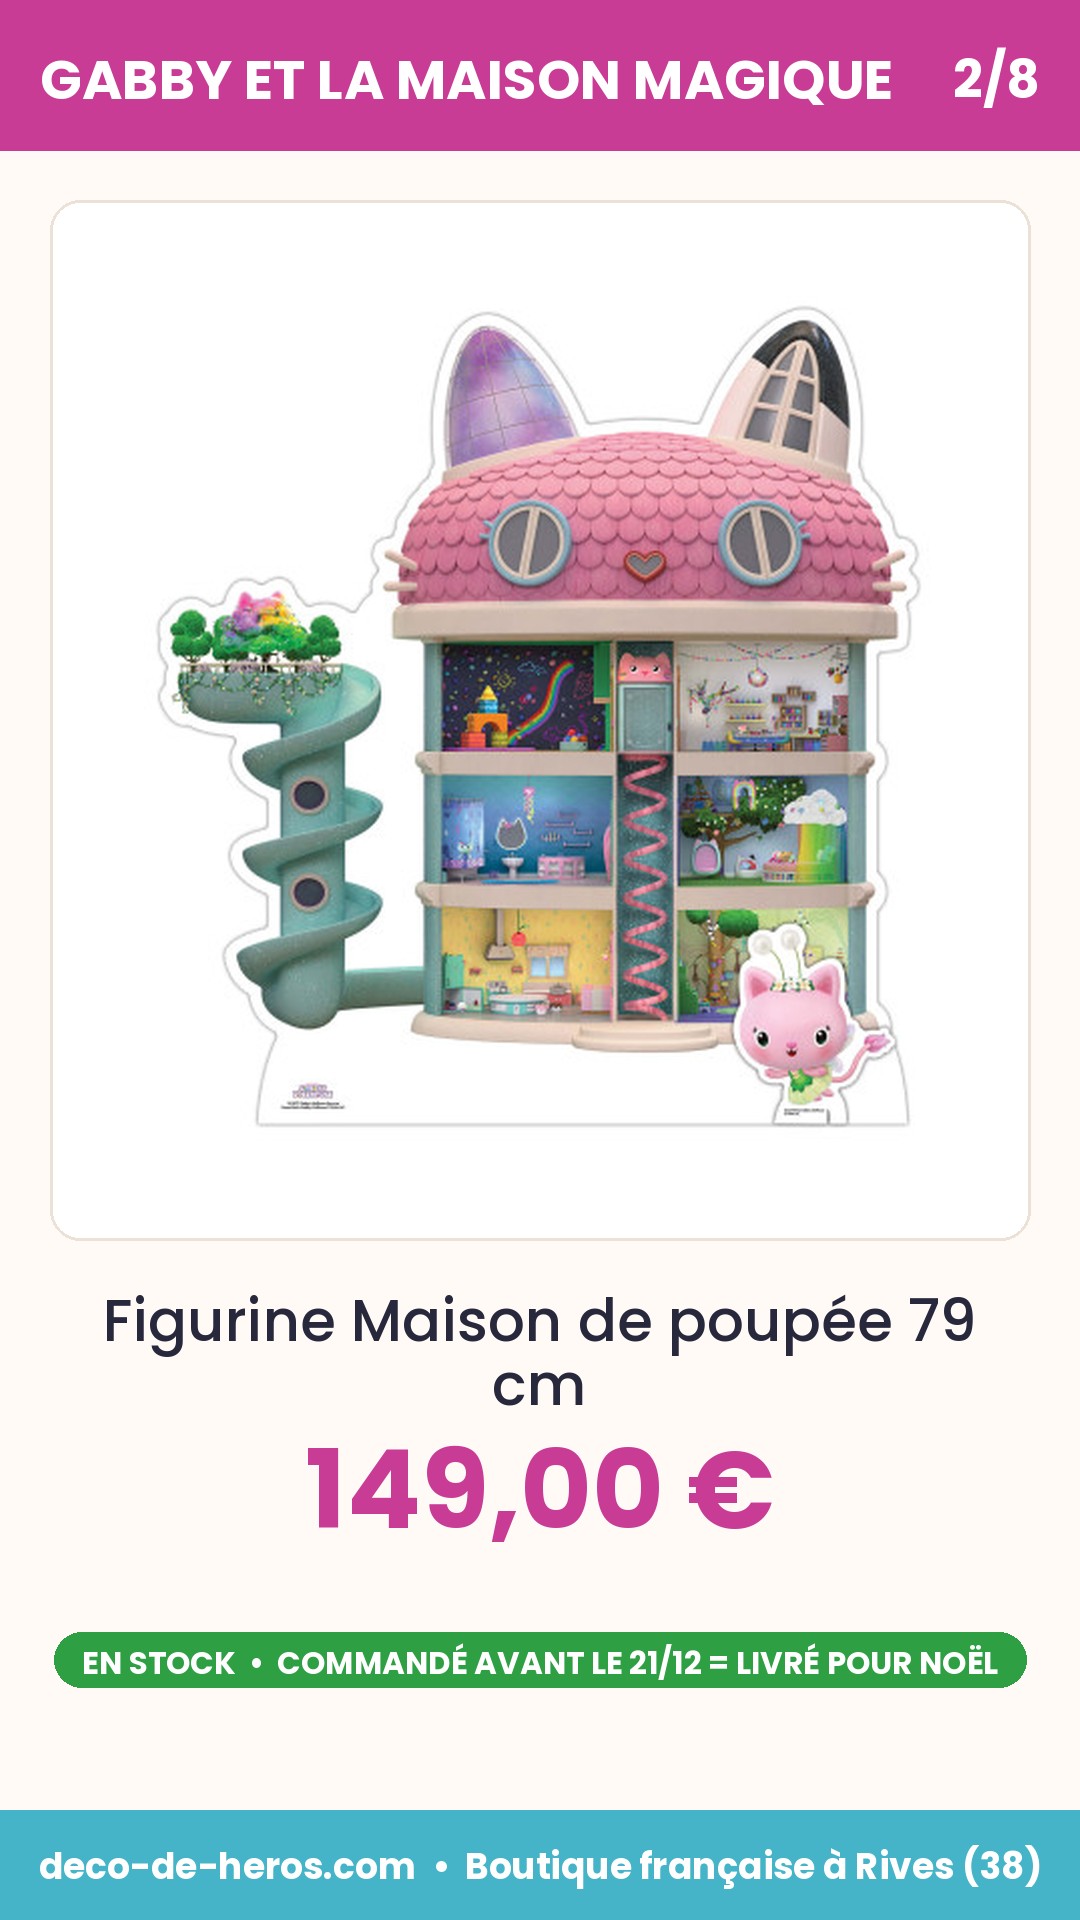 GABBY ET LA MAISON MAGIQUE 2/8
Figurine Maison de poupée 79
cm
149,00 €
EN STOCK • COMMANDÉ AVANT LE 21/12 = LIVRÉ POUR NOËL
deco-de-heros.com • Boutique française à Rives (38)